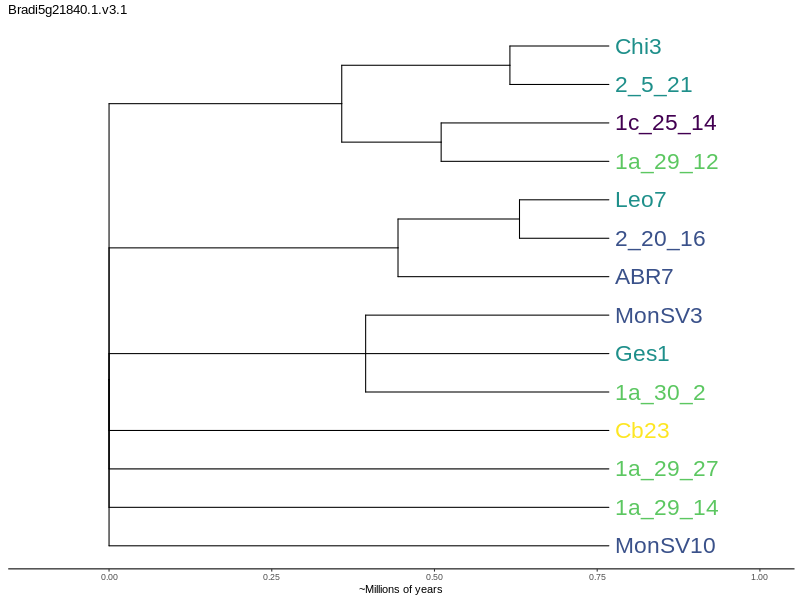 Bradi5g21840.1.v3.1
Chi3
2_5_21
1c_25_14
1a_29_12
Leo7
2_20_16
ABR7
MonSV3
Ges1
1a_30_2
Cb23
1a_29_27
1a_29_14
MonSV10
0.00 0.25 0.50 0.75 1.00
~Millions of years